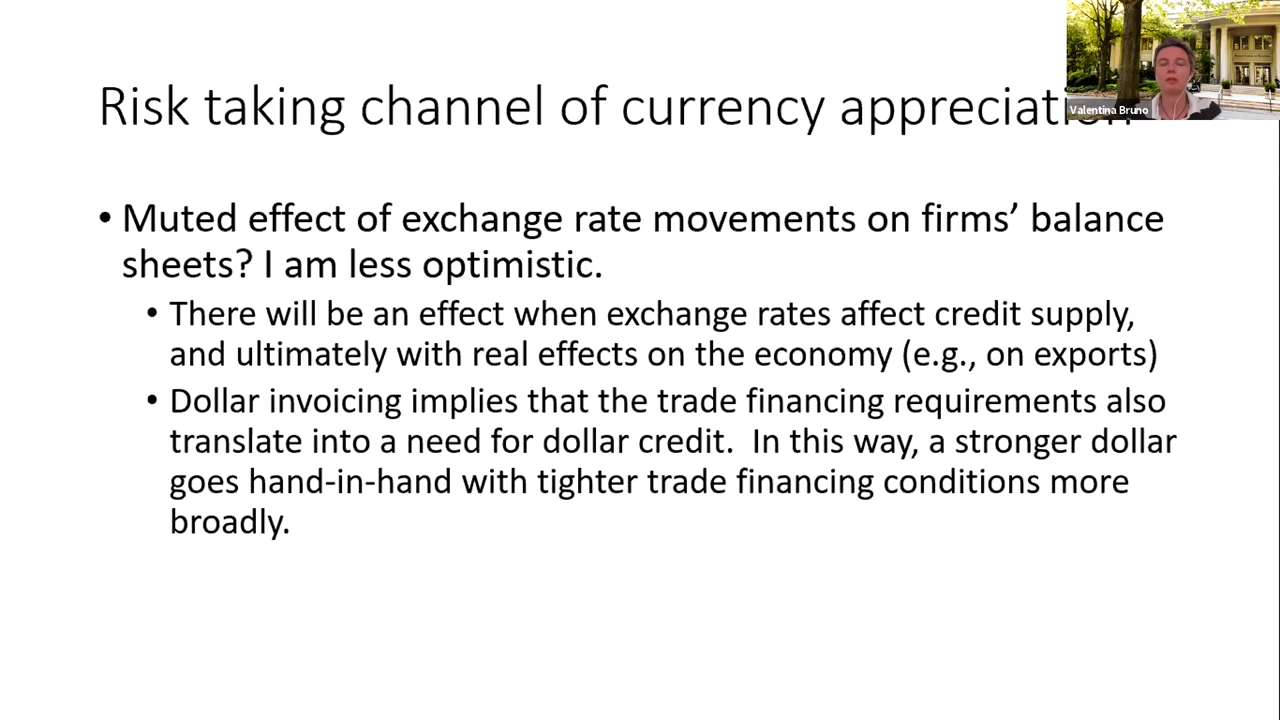 Risk taking channel of currency appreciation
Valentina Bruno
• Muted effect of exchange rate movements on firms’ balance
sheets? I am less optimistic.
• There will be an effect when exchange rates affect credit supply,
and ultimately with real effects on the economy (e.g., on exports)
• Dollar invoicing implies that the trade financing requirements also
translate into a need for dollar credit.  In this way, a stronger dollar
goes hand-in-hand with tighter trade financing conditions more
broadly.